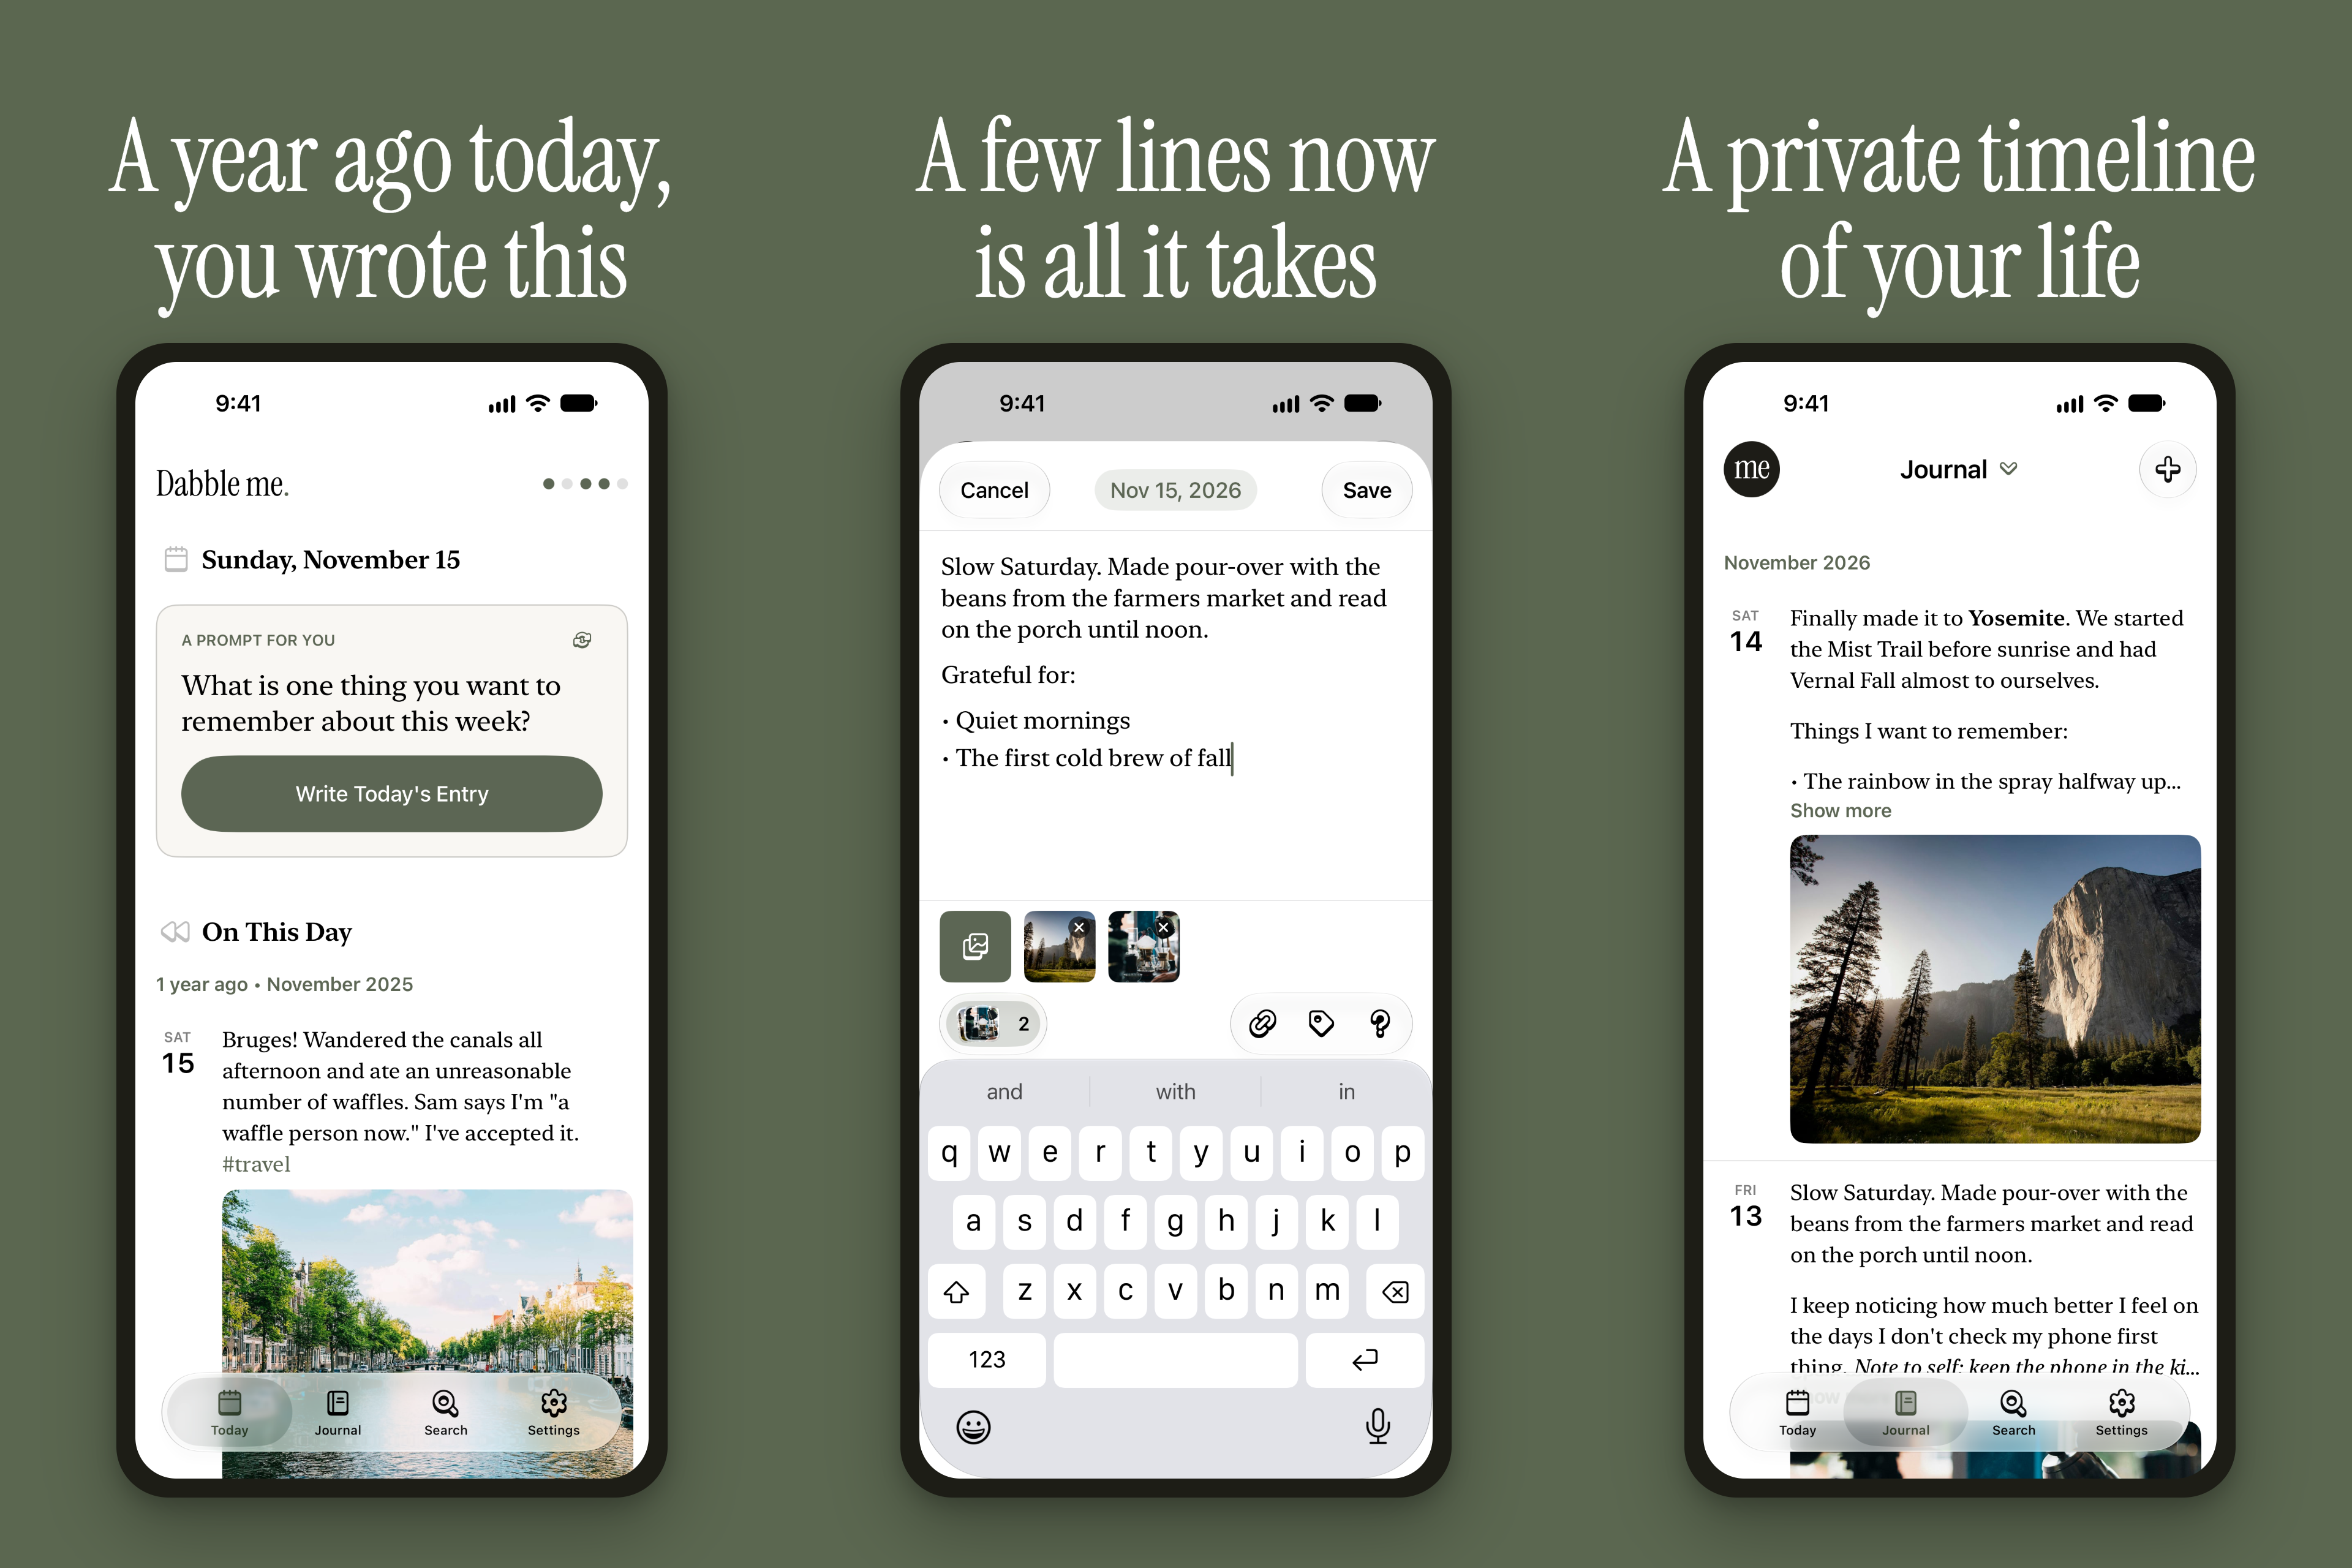 A year ago today,
you wrote this
9:41
Dabble me.
Sunday, November 15
A PROMPT FOR YOU
What is one thing you want to
remember about this week?
Write Today's Entry
On This Day
1 year ago • November 2025
SAT
15
Bruges! Wandered the canals all
afternoon and ate an unreasonable
number of waffles. Sam says I'm "a
waffle person now." I've accepted it.
#travel
Today
Journal
Search
Settings
A few lines now
is all it takes
9:41
Cancel
Nov 15, 2026
Save
Slow Saturday. Made pour-over with the
beans from the farmers market and read
on the porch until noon.
Grateful for:
• Quiet mornings
• The first cold brew of fall
2
and with in
q w e r t y u i o p
a s d f g h j k l
z x c v b n m
123
A private timeline
of your life
9:41
me
Journal
November 2026
SAT
14
Finally made it to Yosemite. We started
the Mist Trail before sunrise and had
Vernal Fall almost to ourselves.
Things I want to remember:
• The rainbow in the spray halfway up...
Show more
FRI
13
Slow Saturday. Made pour-over with the
beans from the farmers market and read
on the porch until noon.
I keep noticing how much better I feel on
the days I don't check my phone first
thing. Note to self: keep the phone in the ki...
Today
Journal
Search
Settings